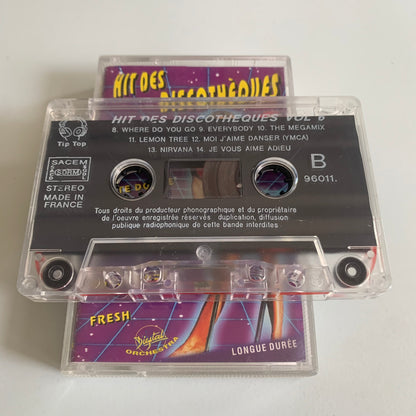 HIT DES
DISCOTHEQUES
HIT DES DISCOTHEQUES VOL 6
8. WHERE DO YOU GO 9. EVERYBODY 10. THE MEGAMIX
11. LEMON TREE 12. MOI J'AIME DANSER (YMCA)
13. NIRVANA 14. JE VOUS AIME ADIEU
Tip Top
SACEM
SDRM
STEREO
MADE IN
FRANCE
B
96011.
Tous droits du producteur phonographique et du propriétaire
de l'oeuvre enregistrée réservés duplication, diffusion
publique radiophonique de cette bande interdites
FRESH
Digital
ORCHESTRA
LONGUE DURÉE